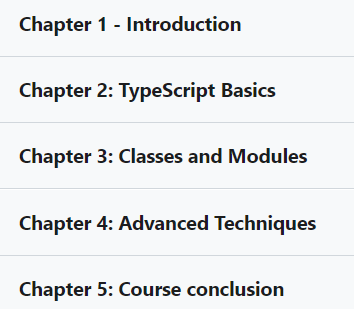 Chapter 1 - Introduction
Chapter 2: TypeScript Basics
Chapter 3: Classes and Modules
Chapter 4: Advanced Techniques
Chapter 5: Course conclusion